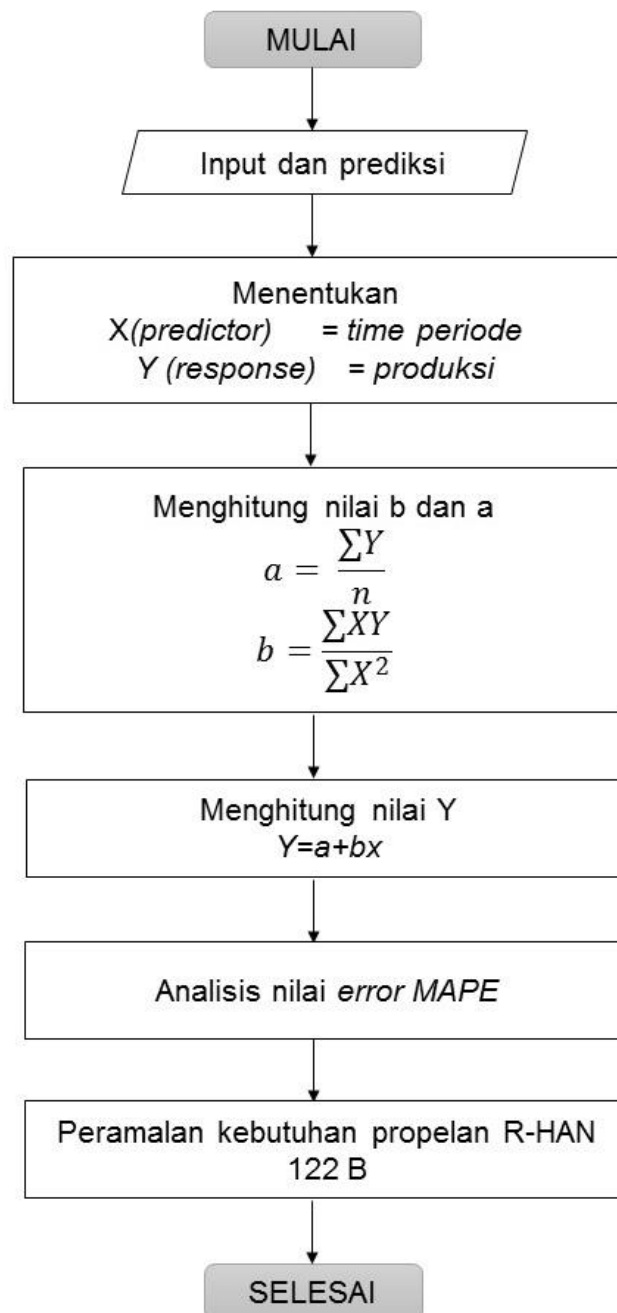 MULAI
Input dan prediksi
Menentukan
X(predictor) = time periode
Y (response) = produksi
Menghitung nilai b dan a
a = ∑Y / n
b = ∑XY / ∑X²
Menghitung nilai Y
Y=a+bx
Analisis nilai error MAPE
Peramalan kebutuhan propelan R-HAN
122 B
SELESAI